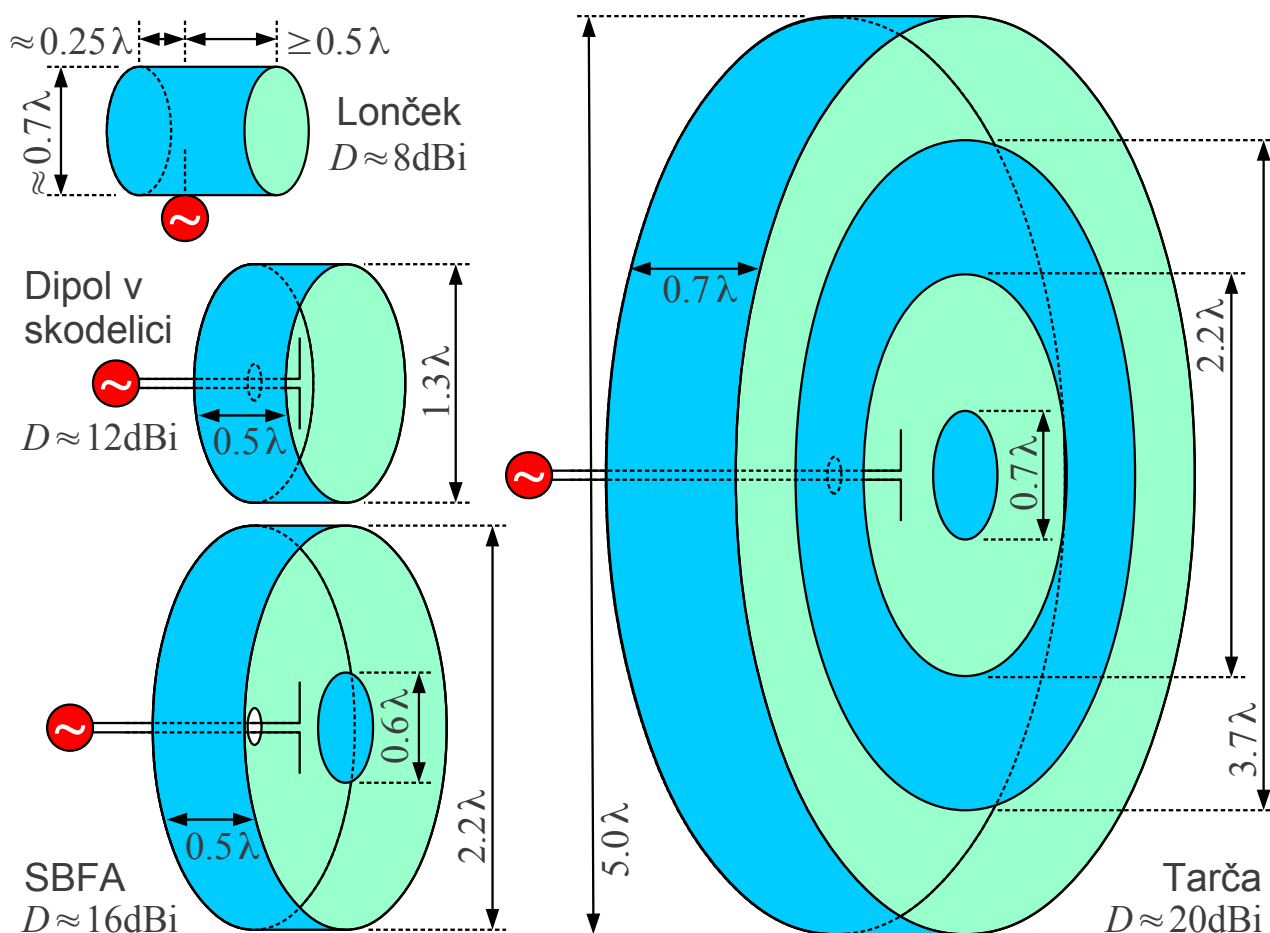 ≈0.25λ
≥0.5λ
≈0.7λ
Lonček
D≈8dBi
Dipol v
skodelici
~
D≈12dBi
0.5λ
1.3λ
~
0.5λ
0.6λ
2.2λ
SBFA
D≈16dBi
~
~
0.7λ
0.7λ
2.2λ
3.7λ
5.0λ
Tarča
D≈20dBi